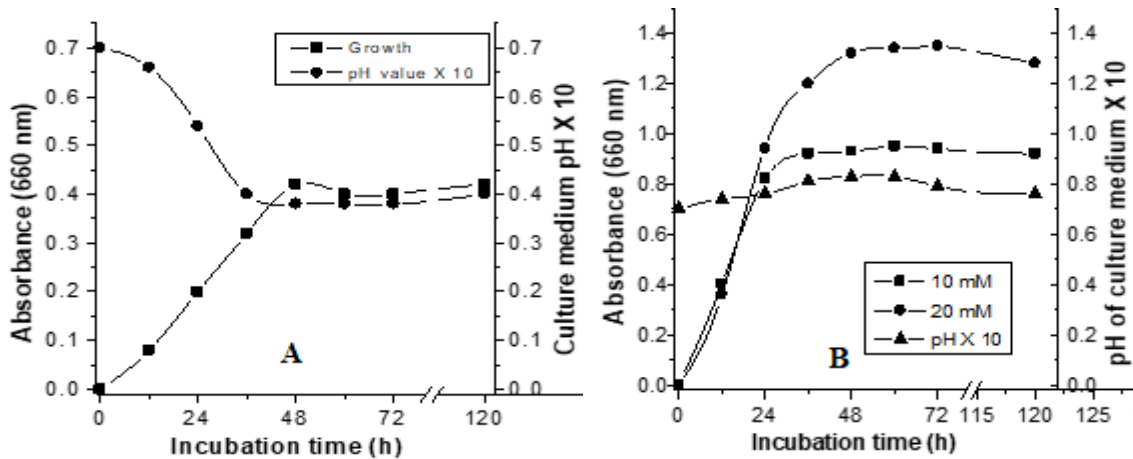 Growth
pH value X 10
0.7
0.6
0.5
0.4
0.3
0.2
0.1
0.0
Absorbance (660 nm)
0.7
0.6
0.5
0.4
0.3
0.2
0.1
0.0
Culture medium pH X 10
A
0 24 48 72 120
Incubation time (h)
1.4
1.2
1.0
0.8
0.6
0.4
0.2
0.0
Absorbance (660 nm)
1.4
1.2
1.0
0.8
0.6
0.4
0.2
0.0
pH of culture medium X 10
10 mM
20 mM
pH X 10
B
0 24 48 72 115 120 125
Incubation time (h)